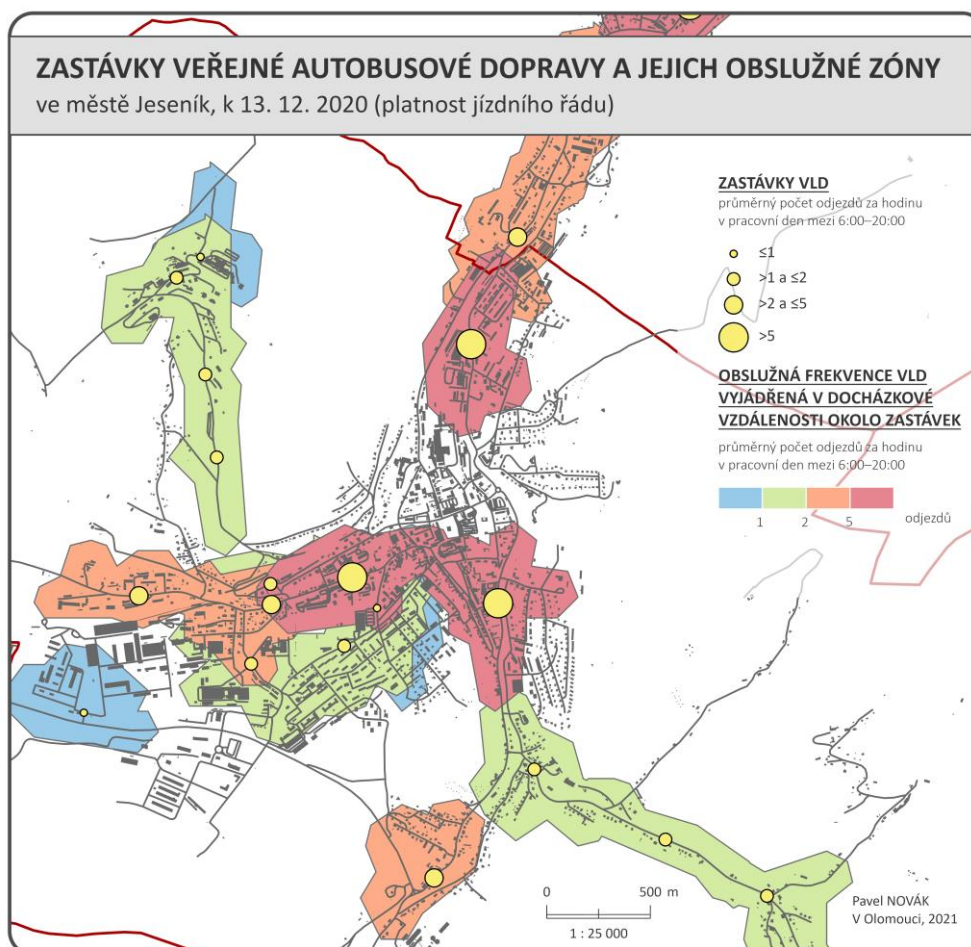 ZASTÁVKY VEŘEJNÉ AUTOBUSOVÉ DOPRAVY A JEJICH OBSLUŽNÉ ZÓNY
ve městě Jeseník, k 13. 12. 2020 (platnost jízdního řádu)
ZASTÁVKY VLD
průměrný počet odjezdů za hodinu
v pracovní den mezi 6:00–20:00
≤1
>1 a ≤2
>2 a ≤5
>5
OBSLUŽNÁ FREKVENCE VLD
VYJÁDŘENÁ V DOCHÁZKOVÉ
VZDÁLENOSTI OKOLO ZASTÁVEK
průměrný počet odjezdů za hodinu
v pracovní den mezi 6:00–20:00
1 2 5 odjezdů
0 500 m
1 : 25 000
Pavel NOVÁK
V Olomouci, 2021